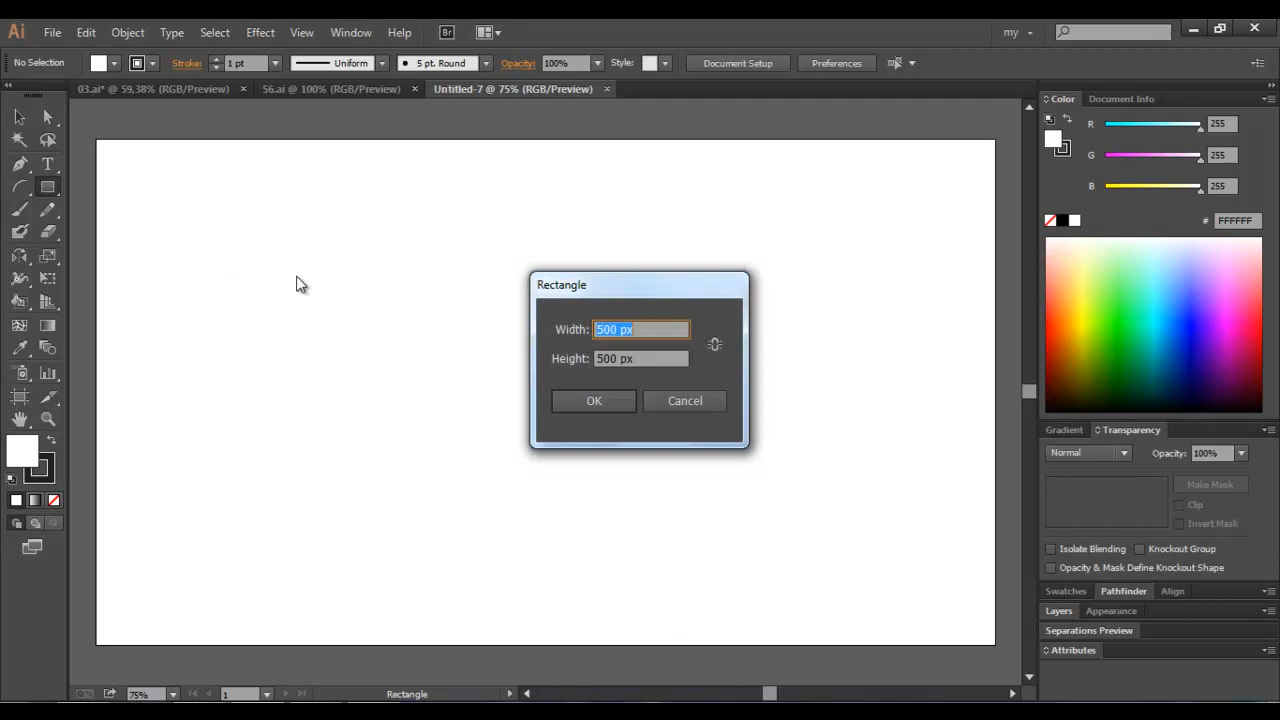 Ai File Edit Object Type Select Effect View Window Help Br my
No Selection Stroke: 1 pt Uniform 5 pt. Round Opacity: 100% Style: Document Setup Preferences
03.ai* @ 59,38% (RGB/Preview) × 56.ai @ 100% (RGB/Preview) × Untitled-7 @ 75% (RGB/Preview) ×
Color Document Info
R 255
G 255
B 255
# FFFFFF
Rectangle
Width: 500 px
Height: 500 px
OK Cancel
Gradient Transparency
Normal Opacity: 100%
Make Mask
Clip
Invert Mask
Isolate Blending Knockout Group
Opacity & Mask Define Knockout Shape
Swatches Pathfinder Align
Layers Appearance
Separations Preview
Attributes
75% 1 Rectangle